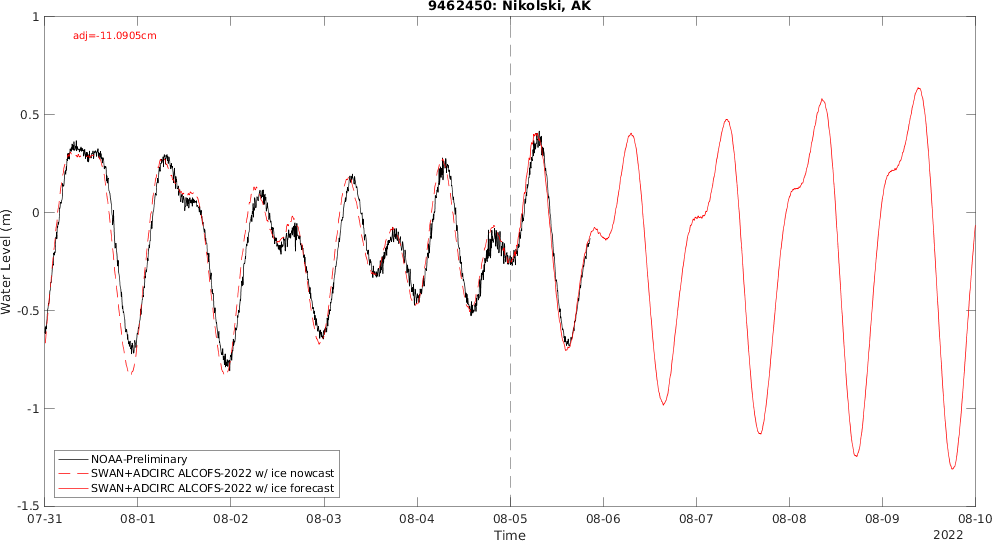 9462450: Nikolski, AK
adj=-11.0905cm
1
0.5
0
-0.5
-1
-1.5
Water Level (m)
NOAA-Preliminary
SWAN+ADCIRC ALCOFS-2022 w/ ice nowcast
SWAN+ADCIRC ALCOFS-2022 w/ ice forecast
07-31 08-01 08-02 08-03 08-04 08-05 08-06 08-07 08-08 08-09 08-10
Time
2022